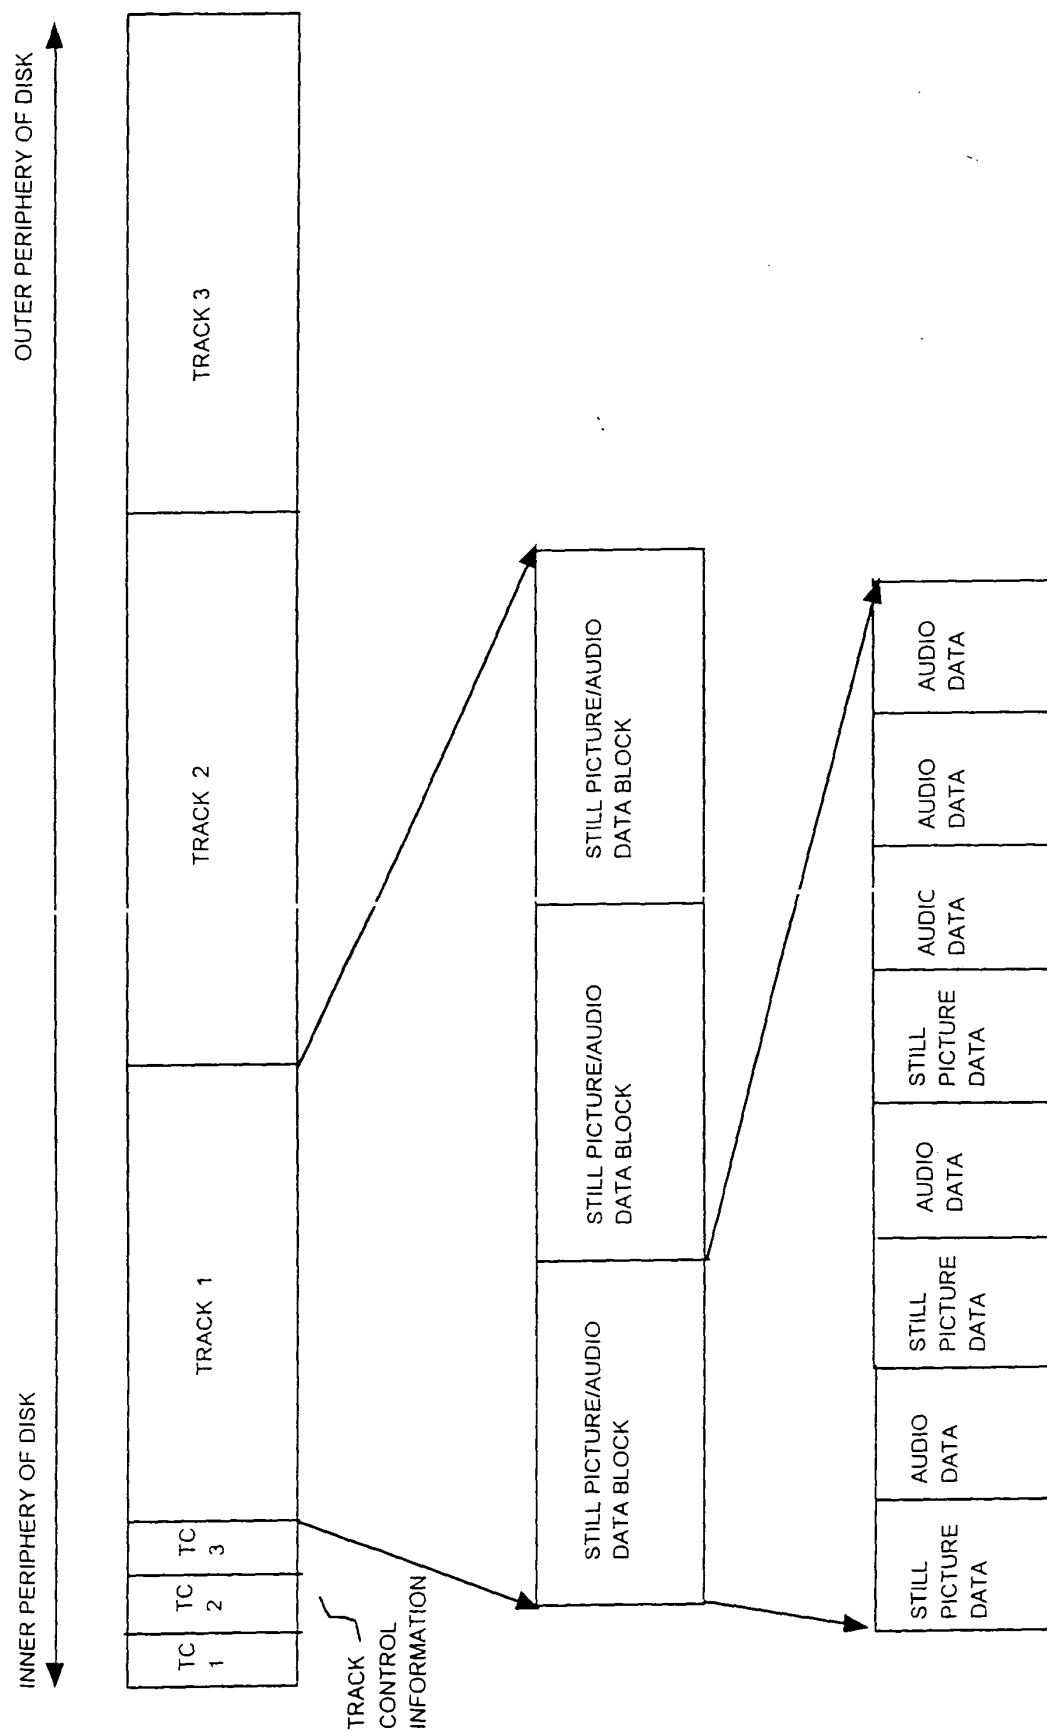 INNER PERIPHERY OF DISK
OUTER PERIPHERY OF DISK
TC
1
TC
2
TC
3
TRACK 1
TRACK 2
TRACK 3
TRACK
CONTROL
INFORMATION
STILL PICTURE/AUDIO
DATA BLOCK
STILL PICTURE/AUDIO
DATA BLOCK
STILL PICTURE/AUDIO
DATA BLOCK
STILL
PICTURE
DATA
AUDIO
DATA
STILL
PICTURE
DATA
AUDIO
DATA
STILL
PICTURE
DATA
AUDIO
DATA
AUDIO
DATA
AUDIO
DATA